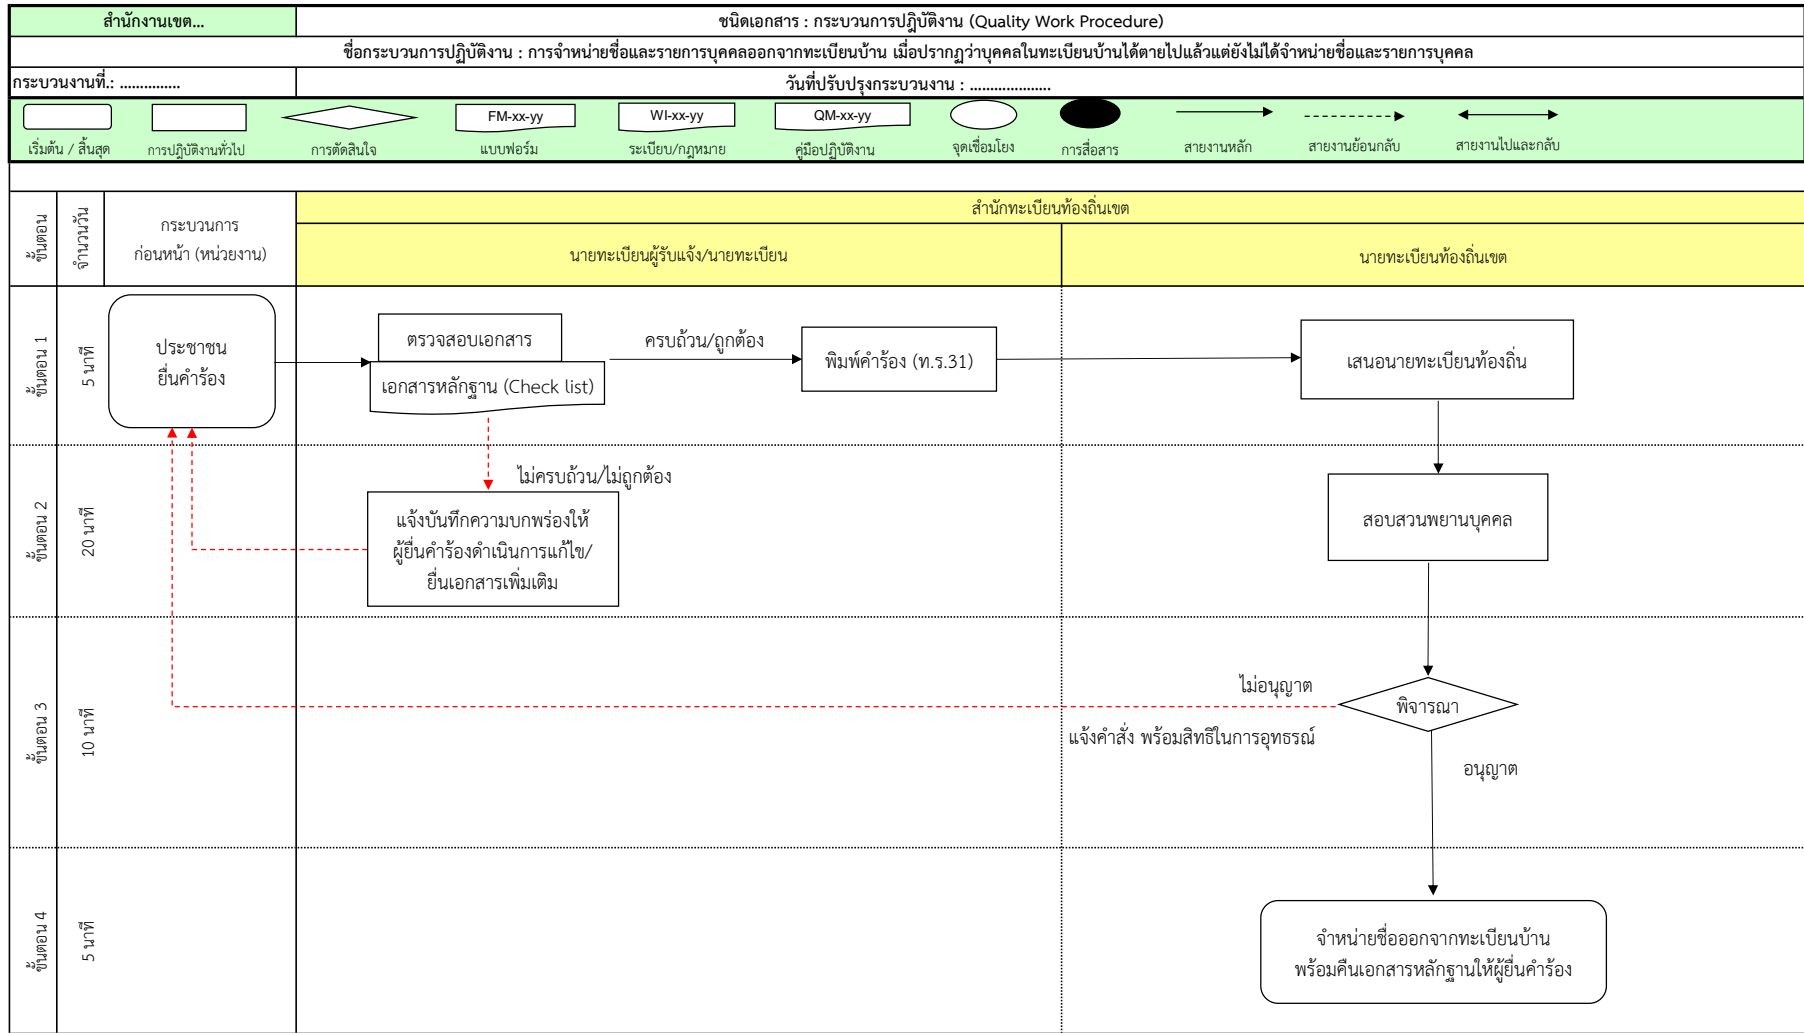 สำนักงานเขต...
ชนิดเอกสาร : กระบวนการปฏิบัติงาน (Quality Work Procedure)
ชื่อกระบวนการปฏิบัติงาน : การจำหน่ายชื่อและรายการบุคคลออกจากทะเบียนบ้าน เมื่อปรากฏว่าบุคคลในทะเบียนบ้านได้ตายไปแล้วแต่ยังไม่ได้จำหน่ายชื่อและรายการบุคคล
กระบวนงานที่.: ...............
วันที่ปรับปรุงกระบวนงาน : ....................
FM-xx-yy
WI-xx-yy
QM-xx-yy
เริ่มต้น / สิ้นสุด
การปฏิบัติงานทั่วไป
การตัดสินใจ
แบบฟอร์ม
ระเบียบ/กฎหมาย
คู่มือปฏิบัติงาน
จุดเชื่อมโยง
การสื่อสาร
สายงานหลัก
สายงานย้อนกลับ
สายงานไปและกลับ
ขั้นตอน
จำนวนวัน
กระบวนการ
ก่อนหน้า (หน่วยงาน)
สำนักทะเบียนท้องถิ่นเขต
นายทะเบียนผู้รับแจ้ง/นายทะเบียน
นายทะเบียนท้องถิ่นเขต
ขั้นตอน 1
5 นาที
ประชาชน
ยื่นคำร้อง
ตรวจสอบเอกสาร
เอกสารหลักฐาน (Check list)
ครบถ้วน/ถูกต้อง
พิมพ์คำร้อง (ท.ร.31)
เสนอนายทะเบียนท้องถิ่น
ขั้นตอน 2
20 นาที
ไม่ครบถ้วน/ไม่ถูกต้อง
แจ้งบันทึกความบกพร่องให้
ผู้ยื่นคำร้องดำเนินการแก้ไข/
ยื่นเอกสารเพิ่มเติม
สอบสวนพยานบุคคล
ขั้นตอน 3
10 นาที
ไม่อนุญาต
พิจารณา
แจ้งคำสั่ง พร้อมสิทธิในการอุทธรณ์
อนุญาต
ขั้นตอน 4
5 นาที
จำหน่ายชื่อออกจากทะเบียนบ้าน
พร้อมคืนเอกสารหลักฐานให้ผู้ยื่นคำร้อง